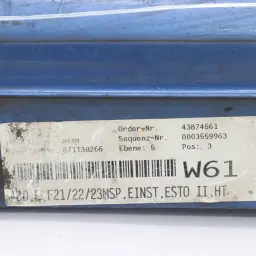 Order-Nr. 43874561
Sequenz-Nr. 0003559963
871138266 Ebene: 5 Pos: 3
W61
F21/22/23MSP,EINST,ESTO II,HT